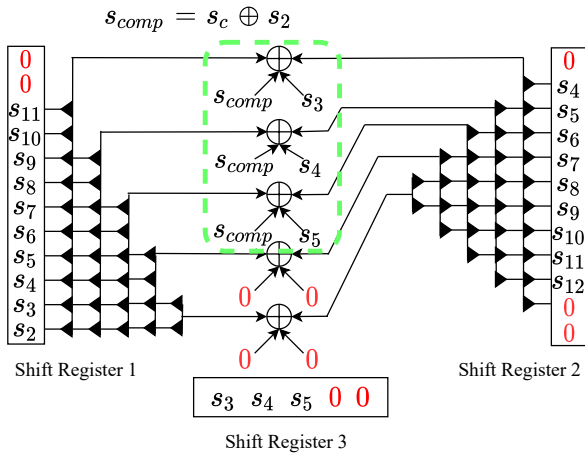 s_comp = s_c ⊕ s_2
0
0
s_11
s_10
s_9
s_8
s_7
s_6
s_5
s_4
s_3
s_2
Shift Register 1
s_comp s_3
s_comp s_4
s_comp s_5
0 0
0 0
0
s_4
s_5
s_6
s_7
s_8
s_9
s_10
s_11
s_12
0
0
Shift Register 2
s_3 s_4 s_5 0 0
Shift Register 3